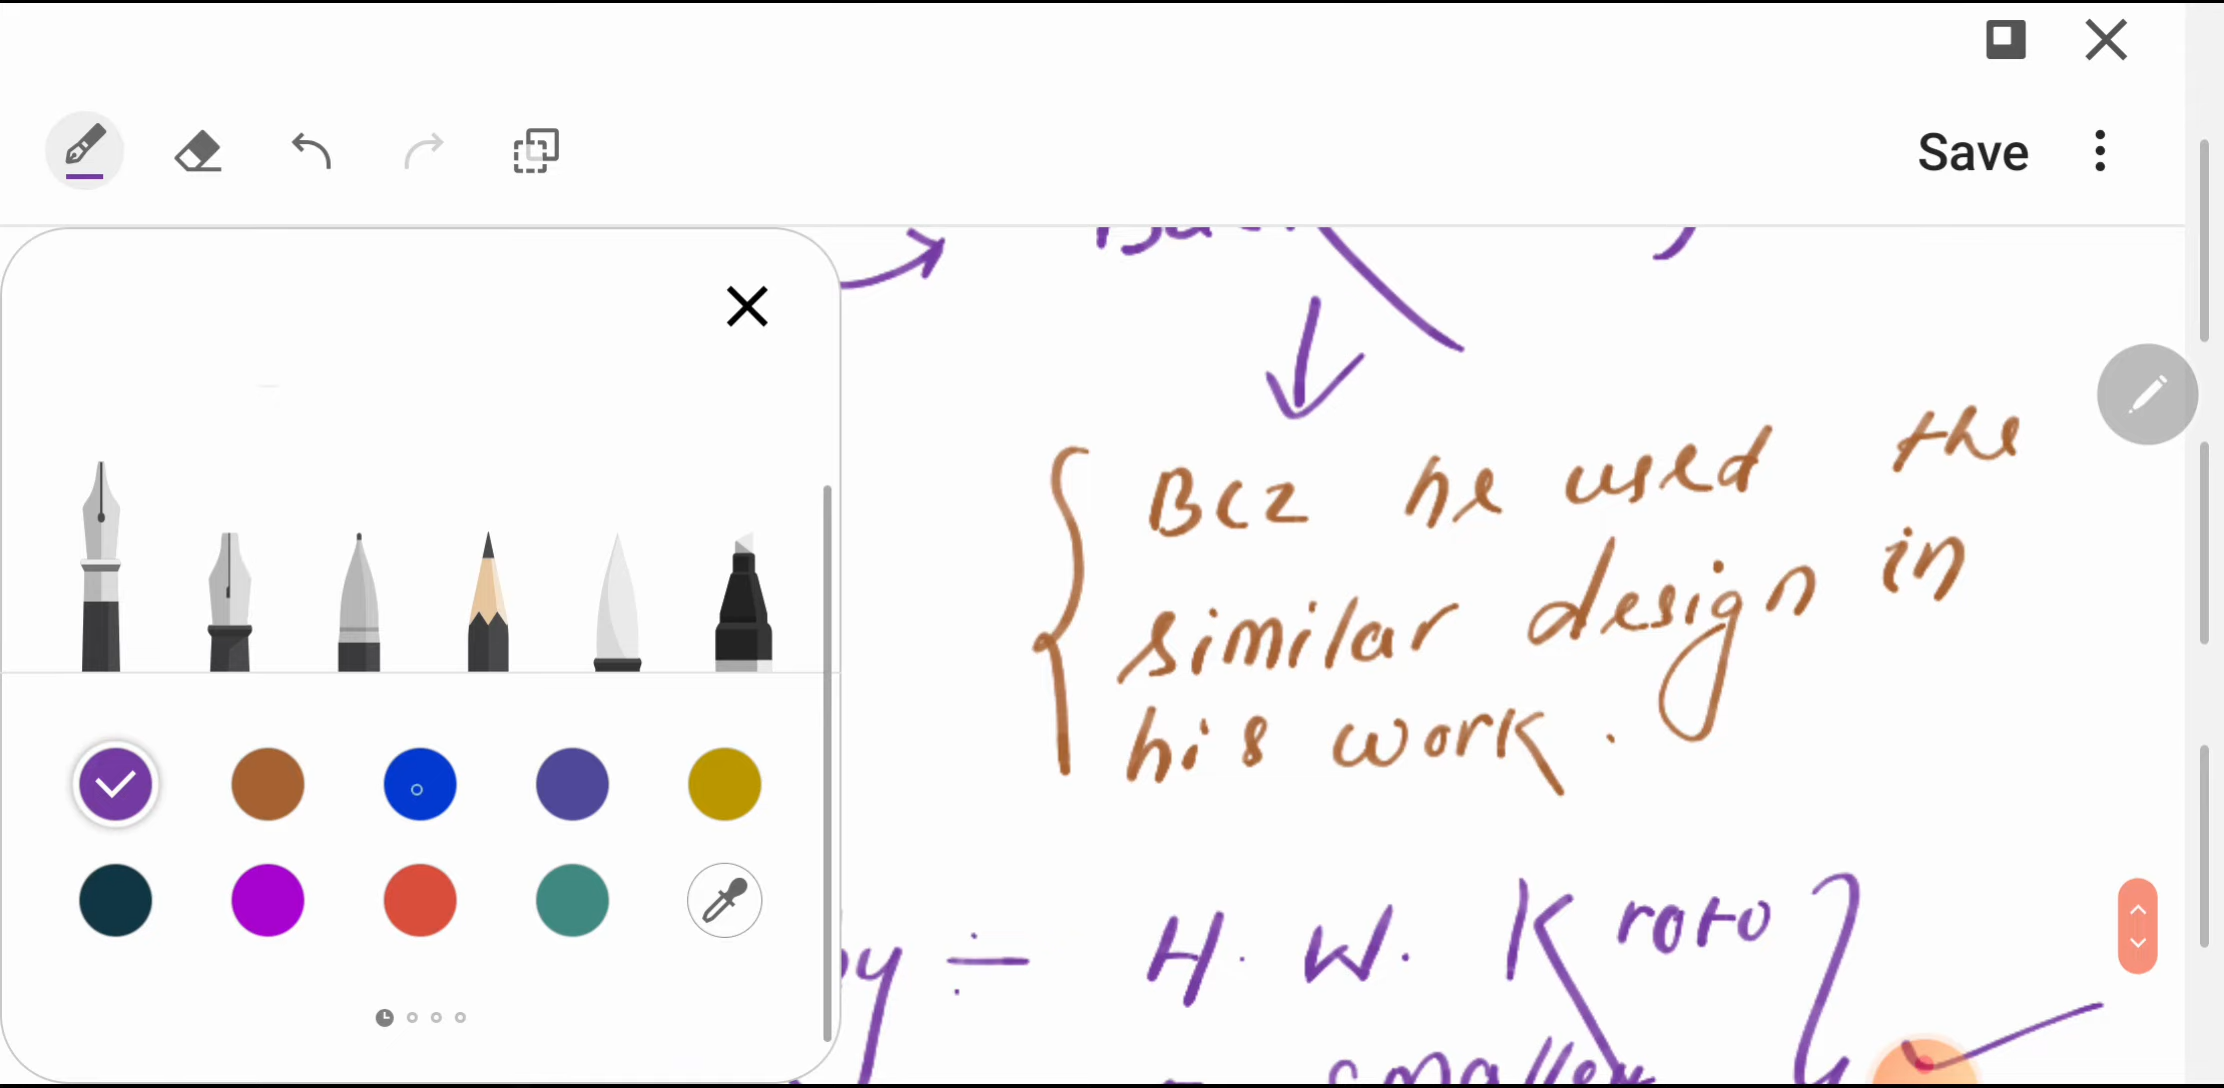 Save
BCZ he used the
similar design in
his work.
÷ H. W. Kroto